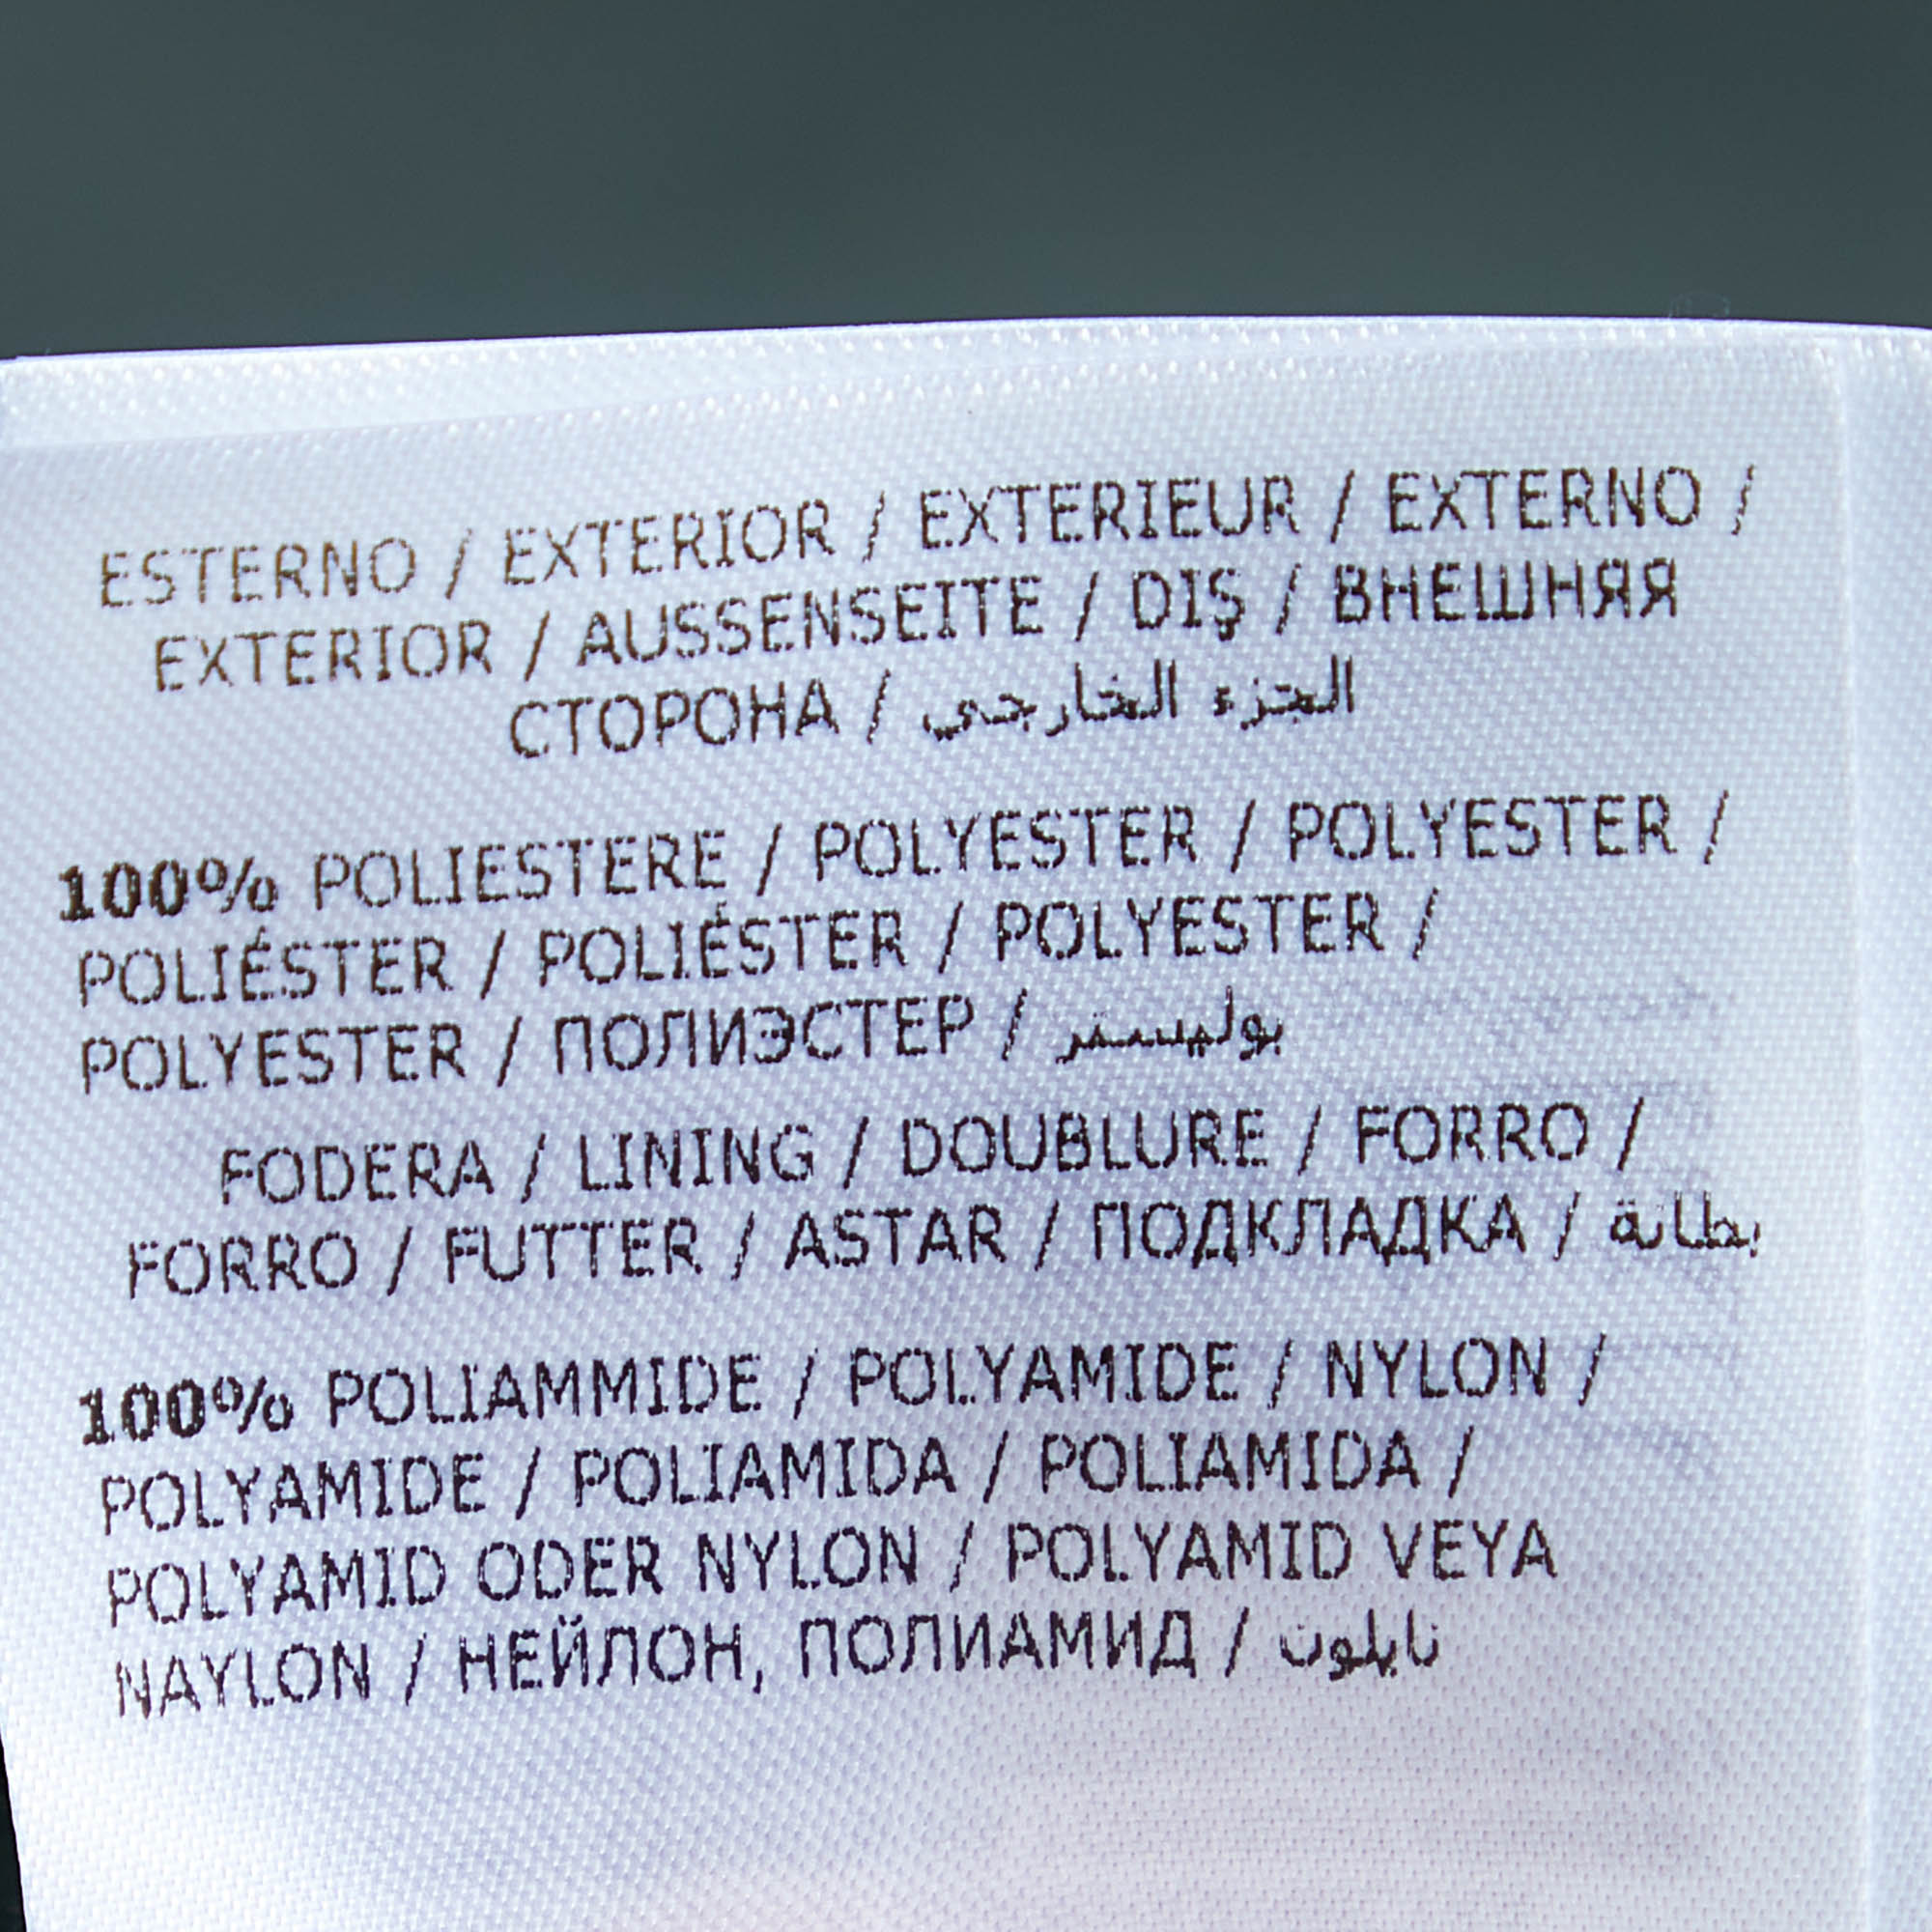 ESTERNO / EXTERIOR / EXTERIEUR / EXTERNO /
EXTERIOR / AUSSENSEITE / DIŞ / ВНЕШНЯЯ
СТОРОНА / الجزء الخارجي
100% POLIESTERE / POLYESTER / POLYESTER /
POLIÉSTER / POLIÉSTER / POLYESTER /
POLYESTER / ПОЛИЭСТЕР / بوليستر
FODERA / LINING / DOUBLURE / FORRO /
FORRO / FUTTER / ASTAR / ПОДКЛАДКА / بطانة
100% POLIAMMIDE / POLYAMIDE / NYLON /
POLYAMIDE / POLIAMIDA / POLIAMIDA /
POLYAMID ODER NYLON / POLYAMID VEYA
NAYLON / НЕЙЛОН, ПОЛИАМИД / نايلون